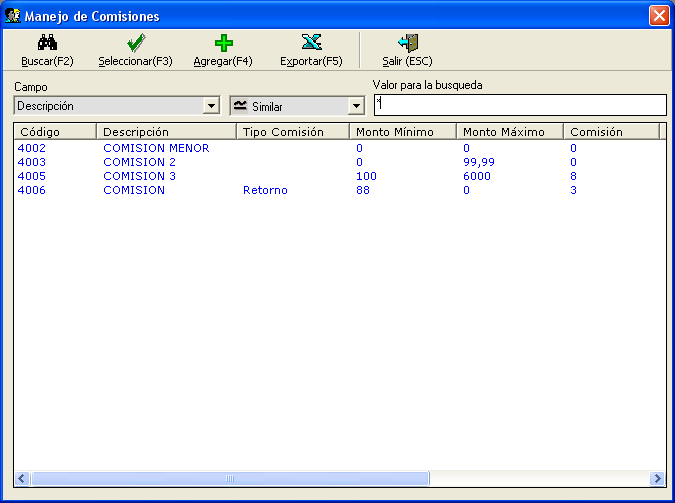 Manejo de Comisiones
Buscar(F2) Seleccionar(F3) Agregar(F4) Exportar(F5) Salir (ESC)
Campo Valor para la busqueda
Descripción Similar *
Código Descripción Tipo Comisión Monto Mínimo Monto Máximo Comisión
4002 COMISION MENOR 0 0 0
4003 COMISION 2 0 99,99 0
4005 COMISION 3 100 6000 8
4006 COMISION Retorno 88 0 3